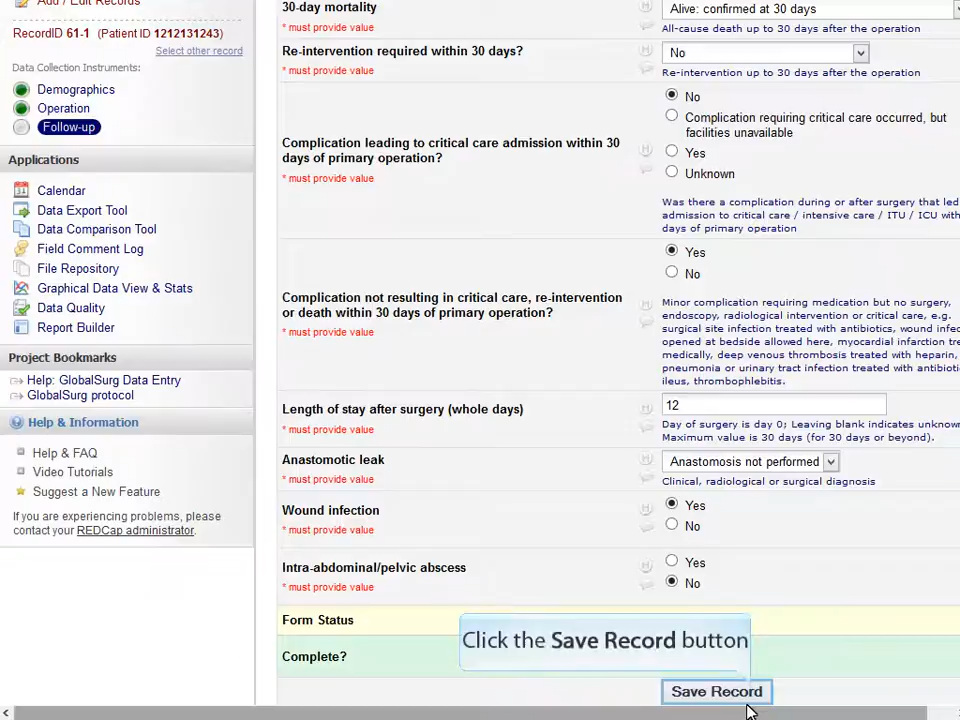 Add / Edit Records
RecordID 61-1 (Patient ID 1212131243)
Select other record
Data Collection Instruments:
Demographics
Operation
Follow-up
Applications
Calendar
Data Export Tool
Data Comparison Tool
Field Comment Log
File Repository
Graphical Data View & Stats
Data Quality
Report Builder
Project Bookmarks
Help: GlobalSurg Data Entry
GlobalSurg protocol
Help & Information
Help & FAQ
Video Tutorials
Suggest a New Feature
If you are experiencing problems, please
contact your REDCap administrator.
30-day mortality
* must provide value
Alive: confirmed at 30 days
All-cause death up to 30 days after the operation
Re-intervention required within 30 days?
* must provide value
No
Re-intervention up to 30 days after the operation
Complication leading to critical care admission within 30
days of primary operation?
* must provide value
No
Complication requiring critical care occurred, but
facilities unavailable
Yes
Unknown
Was there a complication during or after surgery that led
admission to critical care / intensive care / ITU / ICU with
days of primary operation
Complication not resulting in critical care, re-intervention
or death within 30 days of primary operation?
* must provide value
Yes
No
Minor complication requiring medication but no surgery,
endoscopy, radiological intervention or critical care, e.g.
surgical site infection treated with antibiotics, wound infec
opened at bedside allowed here, myocardial infarction tre
medically, deep venous thrombosis treated with heparin,
pneumonia or urinary tract infection treated with antibioti
ileus, thrombophlebitis.
Length of stay after surgery (whole days)
* must provide value
12
Day of surgery is day 0; Leaving blank indicates unknown
Maximum value is 30 days (for 30 days or beyond).
Anastomotic leak
* must provide value
Anastomosis not performed
Clinical, radiological or surgical diagnosis
Wound infection
* must provide value
Yes
No
Intra-abdominal/pelvic abscess
* must provide value
Yes
No
Form Status
Complete?
Click the Save Record button
Save Record